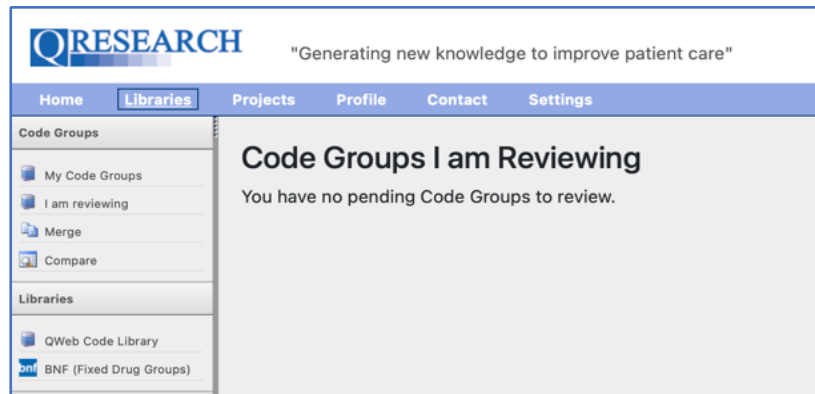 QRESEARCH
"Generating new knowledge to improve patient care"
Home Libraries Projects Profile Contact Settings
Code Groups
My Code Groups
I am reviewing
Merge
Compare
Libraries
QWeb Code Library
bnf BNF (Fixed Drug Groups)
Code Groups I am Reviewing
You have no pending Code Groups to review.